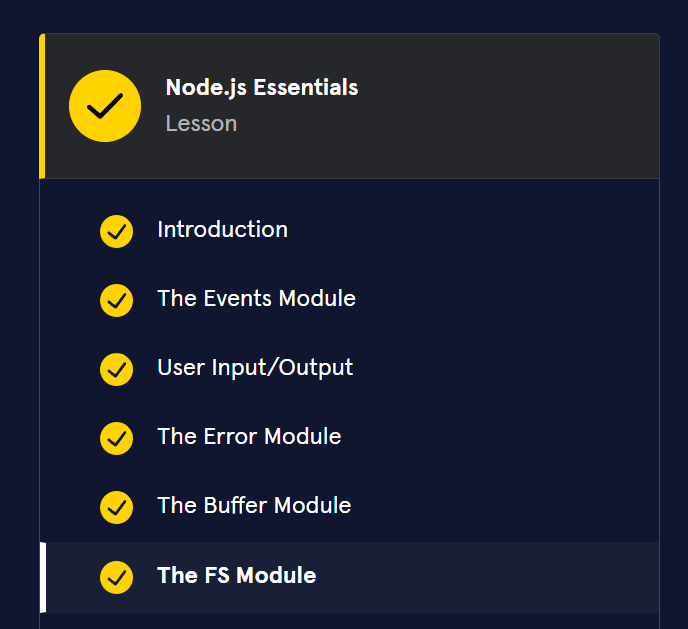 Node.js Essentials
Lesson
Introduction
The Events Module
User Input/Output
The Error Module
The Buffer Module
The FS Module